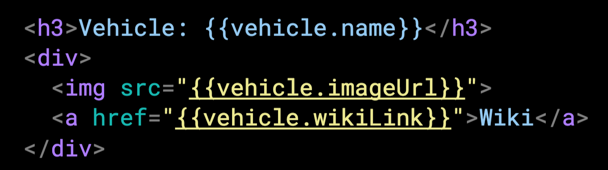 <h3>Vehicle: {{vehicle.name}}</h3>
<div>
  <img src="{{vehicle.imageUrl}}">
  <a href="{{vehicle.wikiLink}}">Wiki</a>
</div>